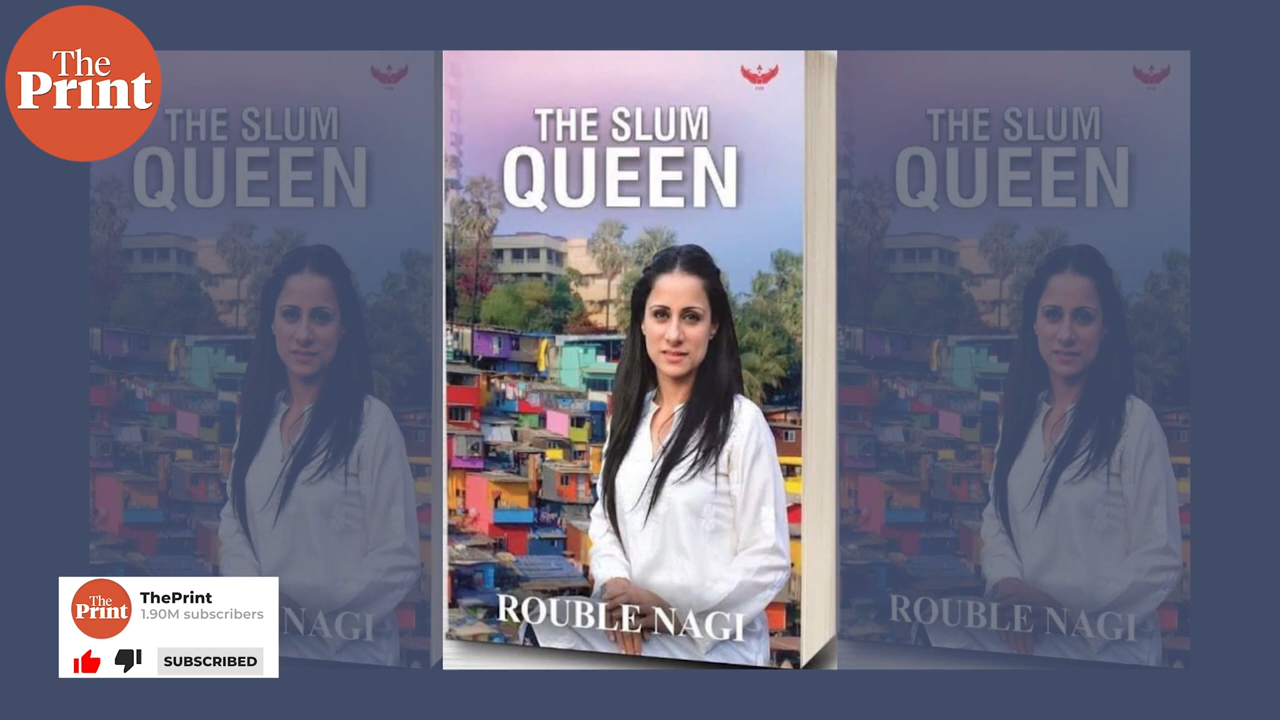 The
Print
THE SLUM
QUEEN
THE SLUM
QUEEN
THE SLUM
QUEEN
ROUBLE NAGI
NAGI
ROUBLE NAGI
The
Print
ThePrint
1.90M subscribers
SUBSCRIBED